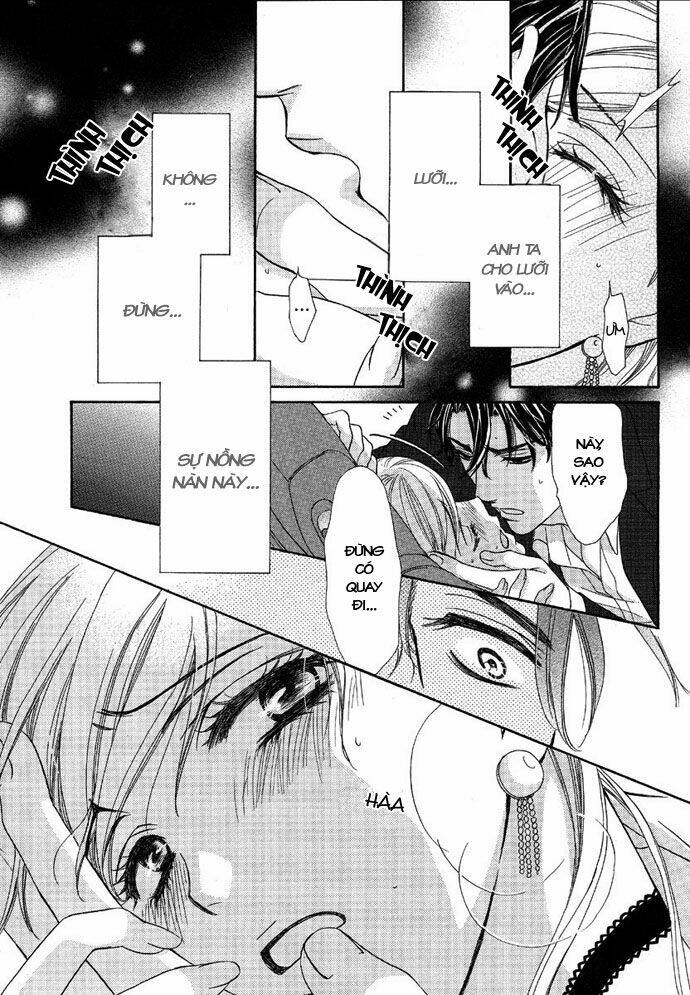 THÌNH
THỊCH
LƯỠI...
ANH TA
CHO LƯỠI
VÀO...
ƯM
THÌNH
THỊCH
...
THÌNH
THỊCH
KHÔNG
...
ĐỪNG...
SỰ NỒNG
NÀN NÀY...
NÀY,
SAO
VẬY?
ĐỪNG
CÓ
QUAY
ĐI...
HÀA